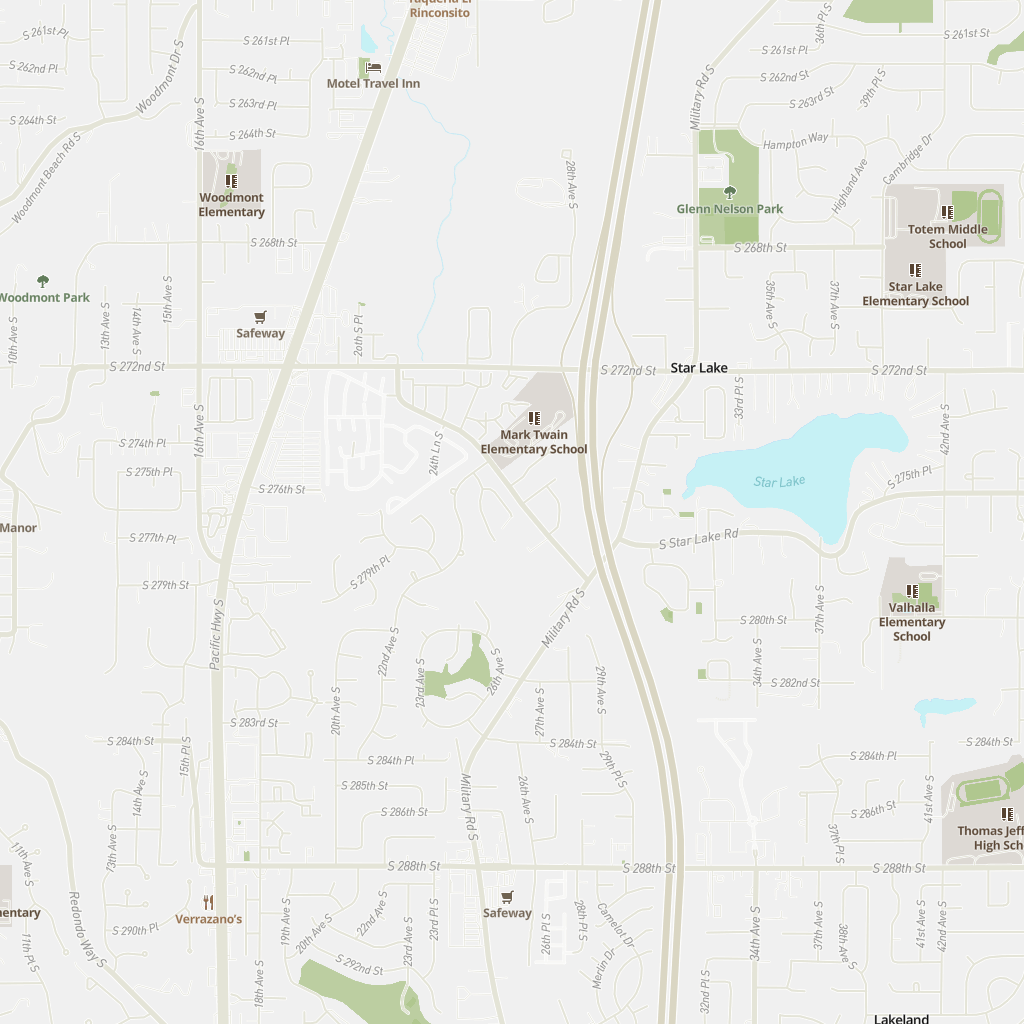 Taqueria El
Rinconsito
S 261st Pl
S 262nd Pl
S 264th St
Woodmont Dr S
Woodmont Beach Rd S
16th Ave S
S 261st Pl
S 262nd Pl
S 263rd Pl
S 264th St
Motel Travel Inn
Military Rd S
36th Pl S
S 261st Pl
S 261st St
S 262nd St
S 263rd St
39th Pl S
Hampton Way
Highland Ave
Cambridge Dr
Woodmont
Elementary
28th Ave S
Glenn Nelson Park
Totem Middle
School
Star Lake
Elementary School
S 268th St
S 268th St
Woodmont Park
10th Ave S
13th Ave S
14th Ave S
15th Ave S
Safeway
20th S Pl
35th Ave S
37th Ave S
S 272nd St
S 272nd St
Star Lake
S 272nd St
33rd Pl S
42nd Ave S
16th Ave S
S 274th Pl
S 275th Pl
S 276th St
24th Ln S
Mark Twain
Elementary School
Star Lake
S 275th Pl
Manor
S 277th Pl
S 279th St
S 279th Pl
S Star Lake Rd
Military Rd S
Pacific Hwy S
Valhalla
Elementary
School
S 280th St
37th Ave S
34th Ave S
S 282nd St
20th Ave S
22nd Ave S
23rd Ave S
26th Ave S
27th Ave S
29th Ave S
S 283rd St
S 284th St
15th Pl S
14th Ave S
13th Ave S
S 284th Pl
S 285th St
S 286th St
Military Rd S
S 284th St
26th Ave S
29th Pl S
S 284th Pl
S 284th St
S 286th St
41st Ave S
37th Pl S
Thomas Jeff
High Sch
S 288th St
S 288th St
11th Ave S
mentary
11th Pl S
Redondo Way S
S 290th Pl
Verrazano's
18th Ave S
19th Ave S
20th Ave S
22nd Ave S
23rd Ave S
23rd Pl S
S 292nd St
Safeway
26th Pl S
28th Pl S
Camelot Dr
Merlin Dr
32nd Pl S
34th Ave S
37th Ave S
41st Ave S
42nd Ave S
Lakeland